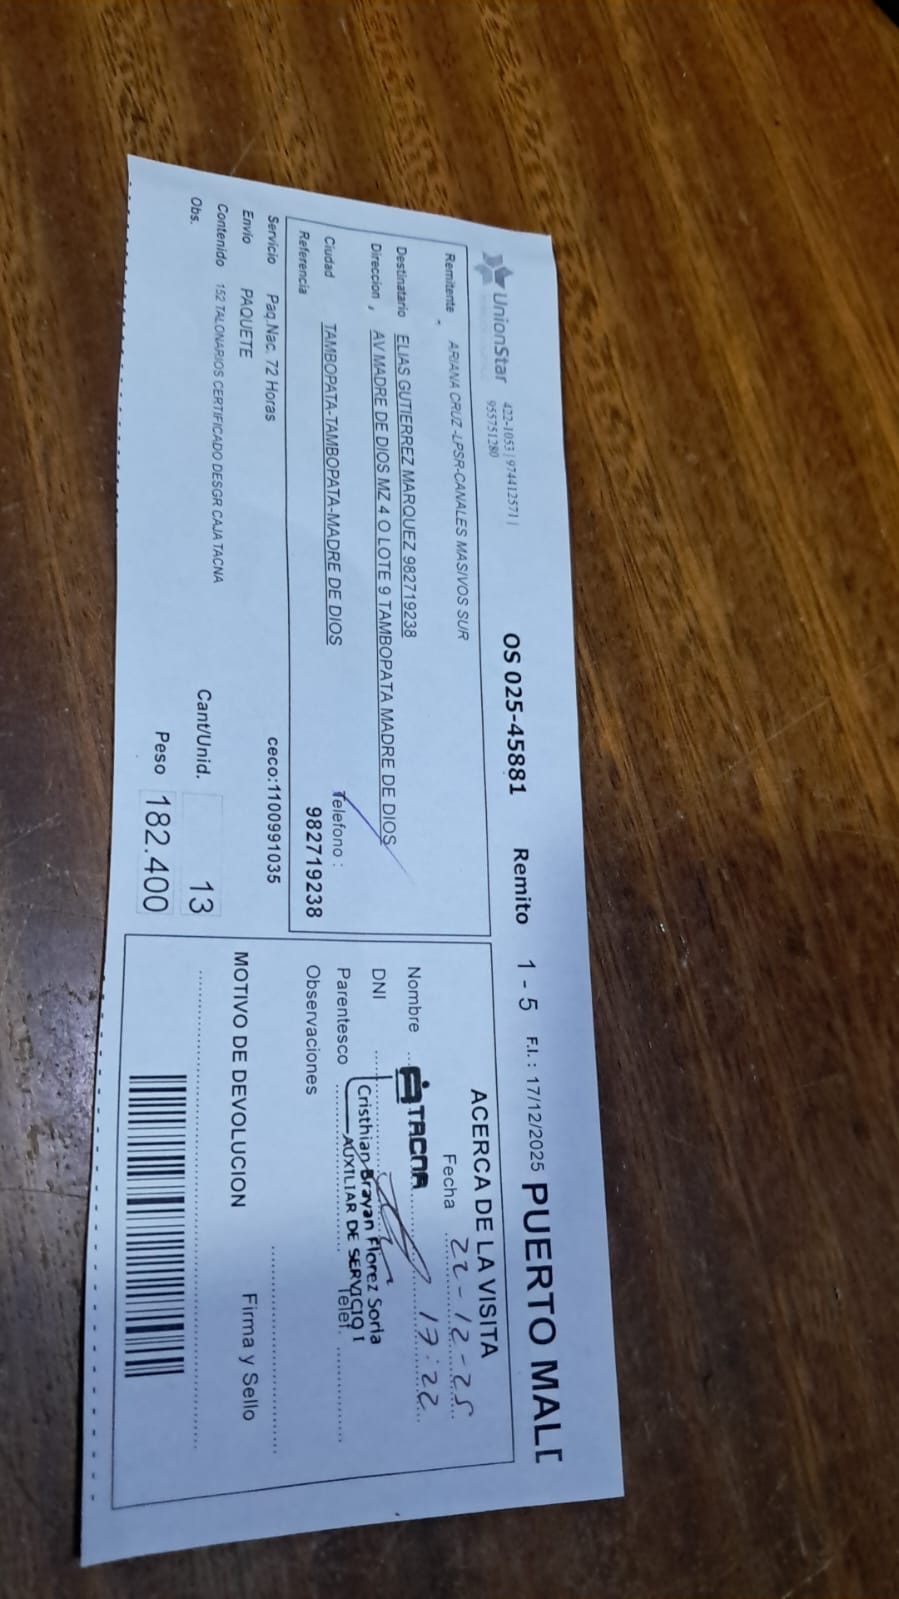 UnionStar
422-1053 | 974412571 |
955751280
OS 025-45881 Remito 1 - 5 F.I. : 17/12/2025 PUERTO MALD
Remitente ARIANA CRUZ -LPSR-CANALES MASIVOS SUR
Destinatario ELIAS GUTIERREZ MARQUEZ 982719238
Direccion , AV MADRE DE DIOS MZ 4 O LOTE 9 TAMBOPATA MADRE DE DIOS
Ciudad TAMBOPATA-TAMBOPATA-MADRE DE DIOS
Telefono :
Referencia 982719238
Servicio Paq.Nac. 72 Horas ceco:1100991035
Envio PAQUETE
Contenido 152 TALONARIOS CERTIFICADO DESGR CAJA TACNA
Obs.
Cant/Unid. 13
Peso 182.400
ACERCA DE LA VISITA
Fecha 22-12-25
Nombre TACNA 17:22
DNI
Cristhian Brayan Florez Soria
Parentesco AUXILIAR DE SERVICIO I
Telef.
Observaciones
MOTIVO DE DEVOLUCION Firma y Sello